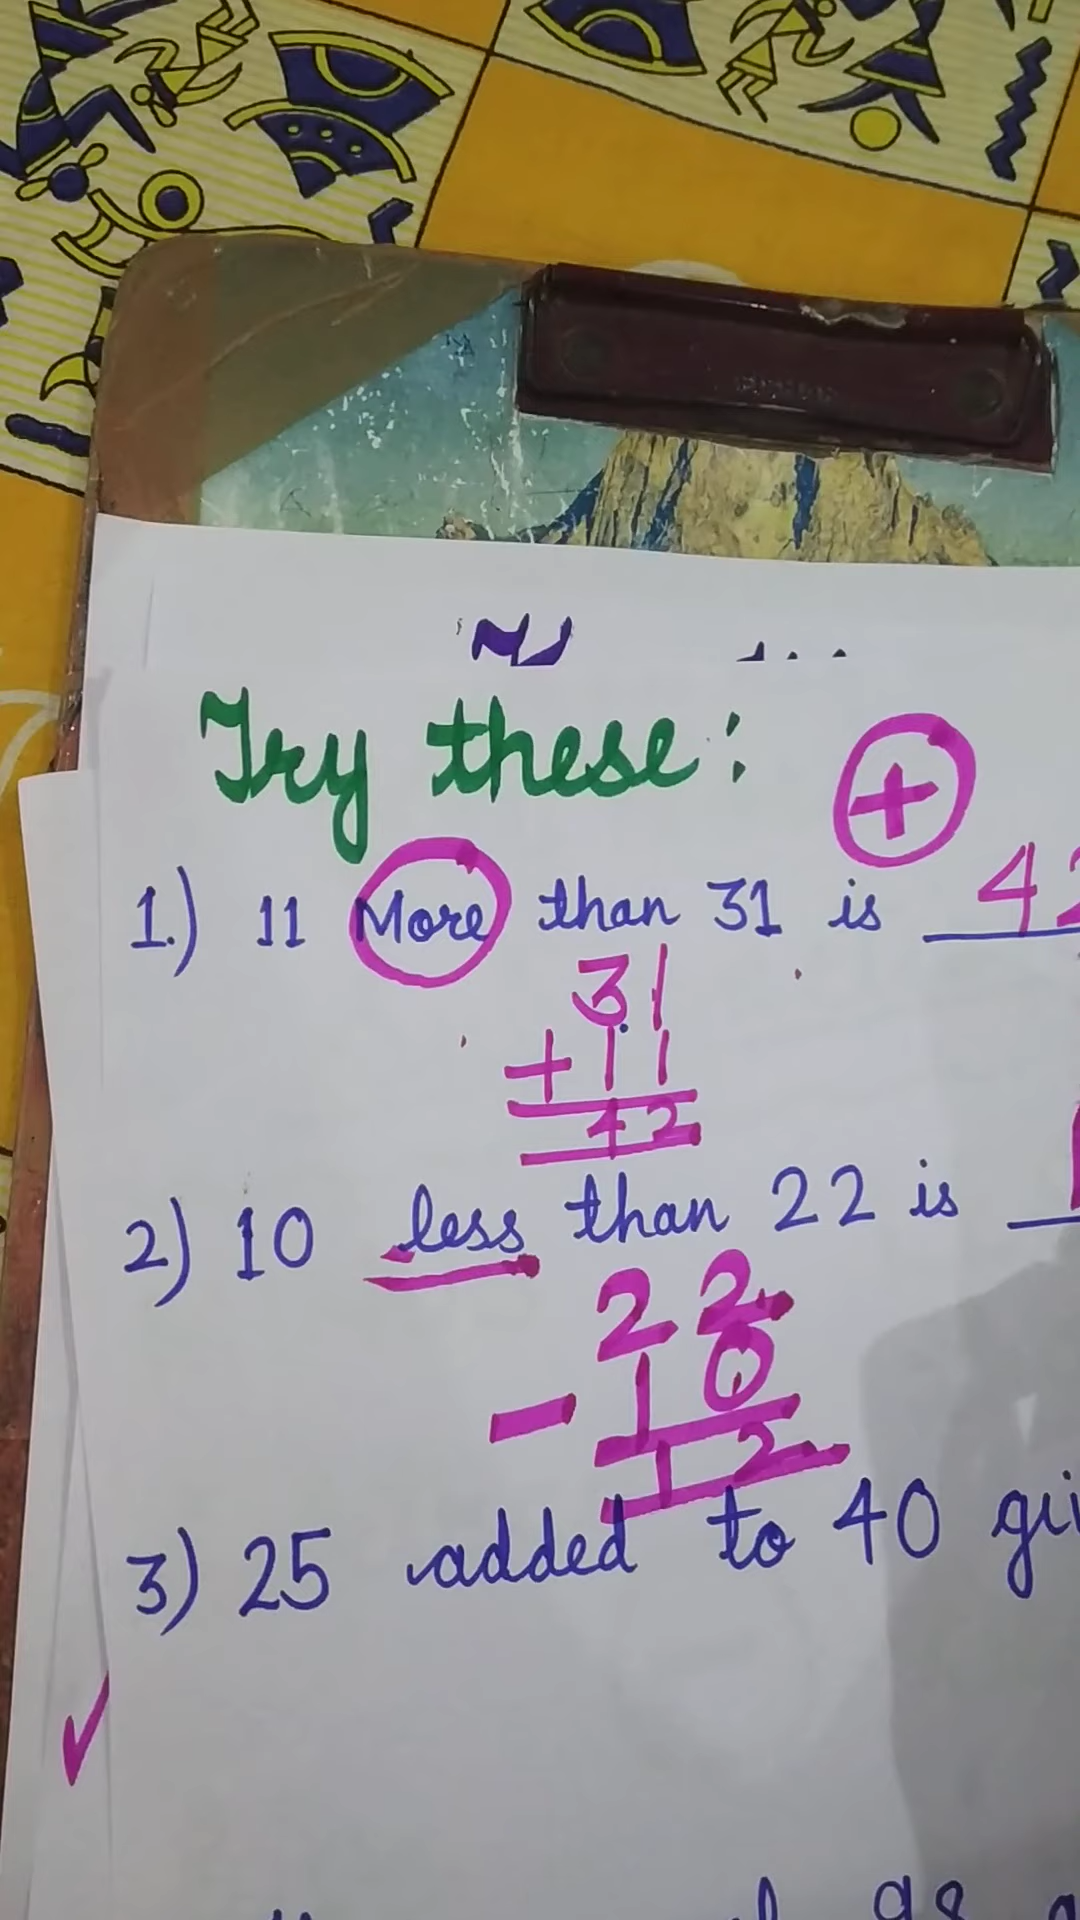 Try these:
+
1.) 11 More than 31 is 42
31
+ 11
42
2) 10 less than 22 is
22
- 10
12
3) 25 added to 40